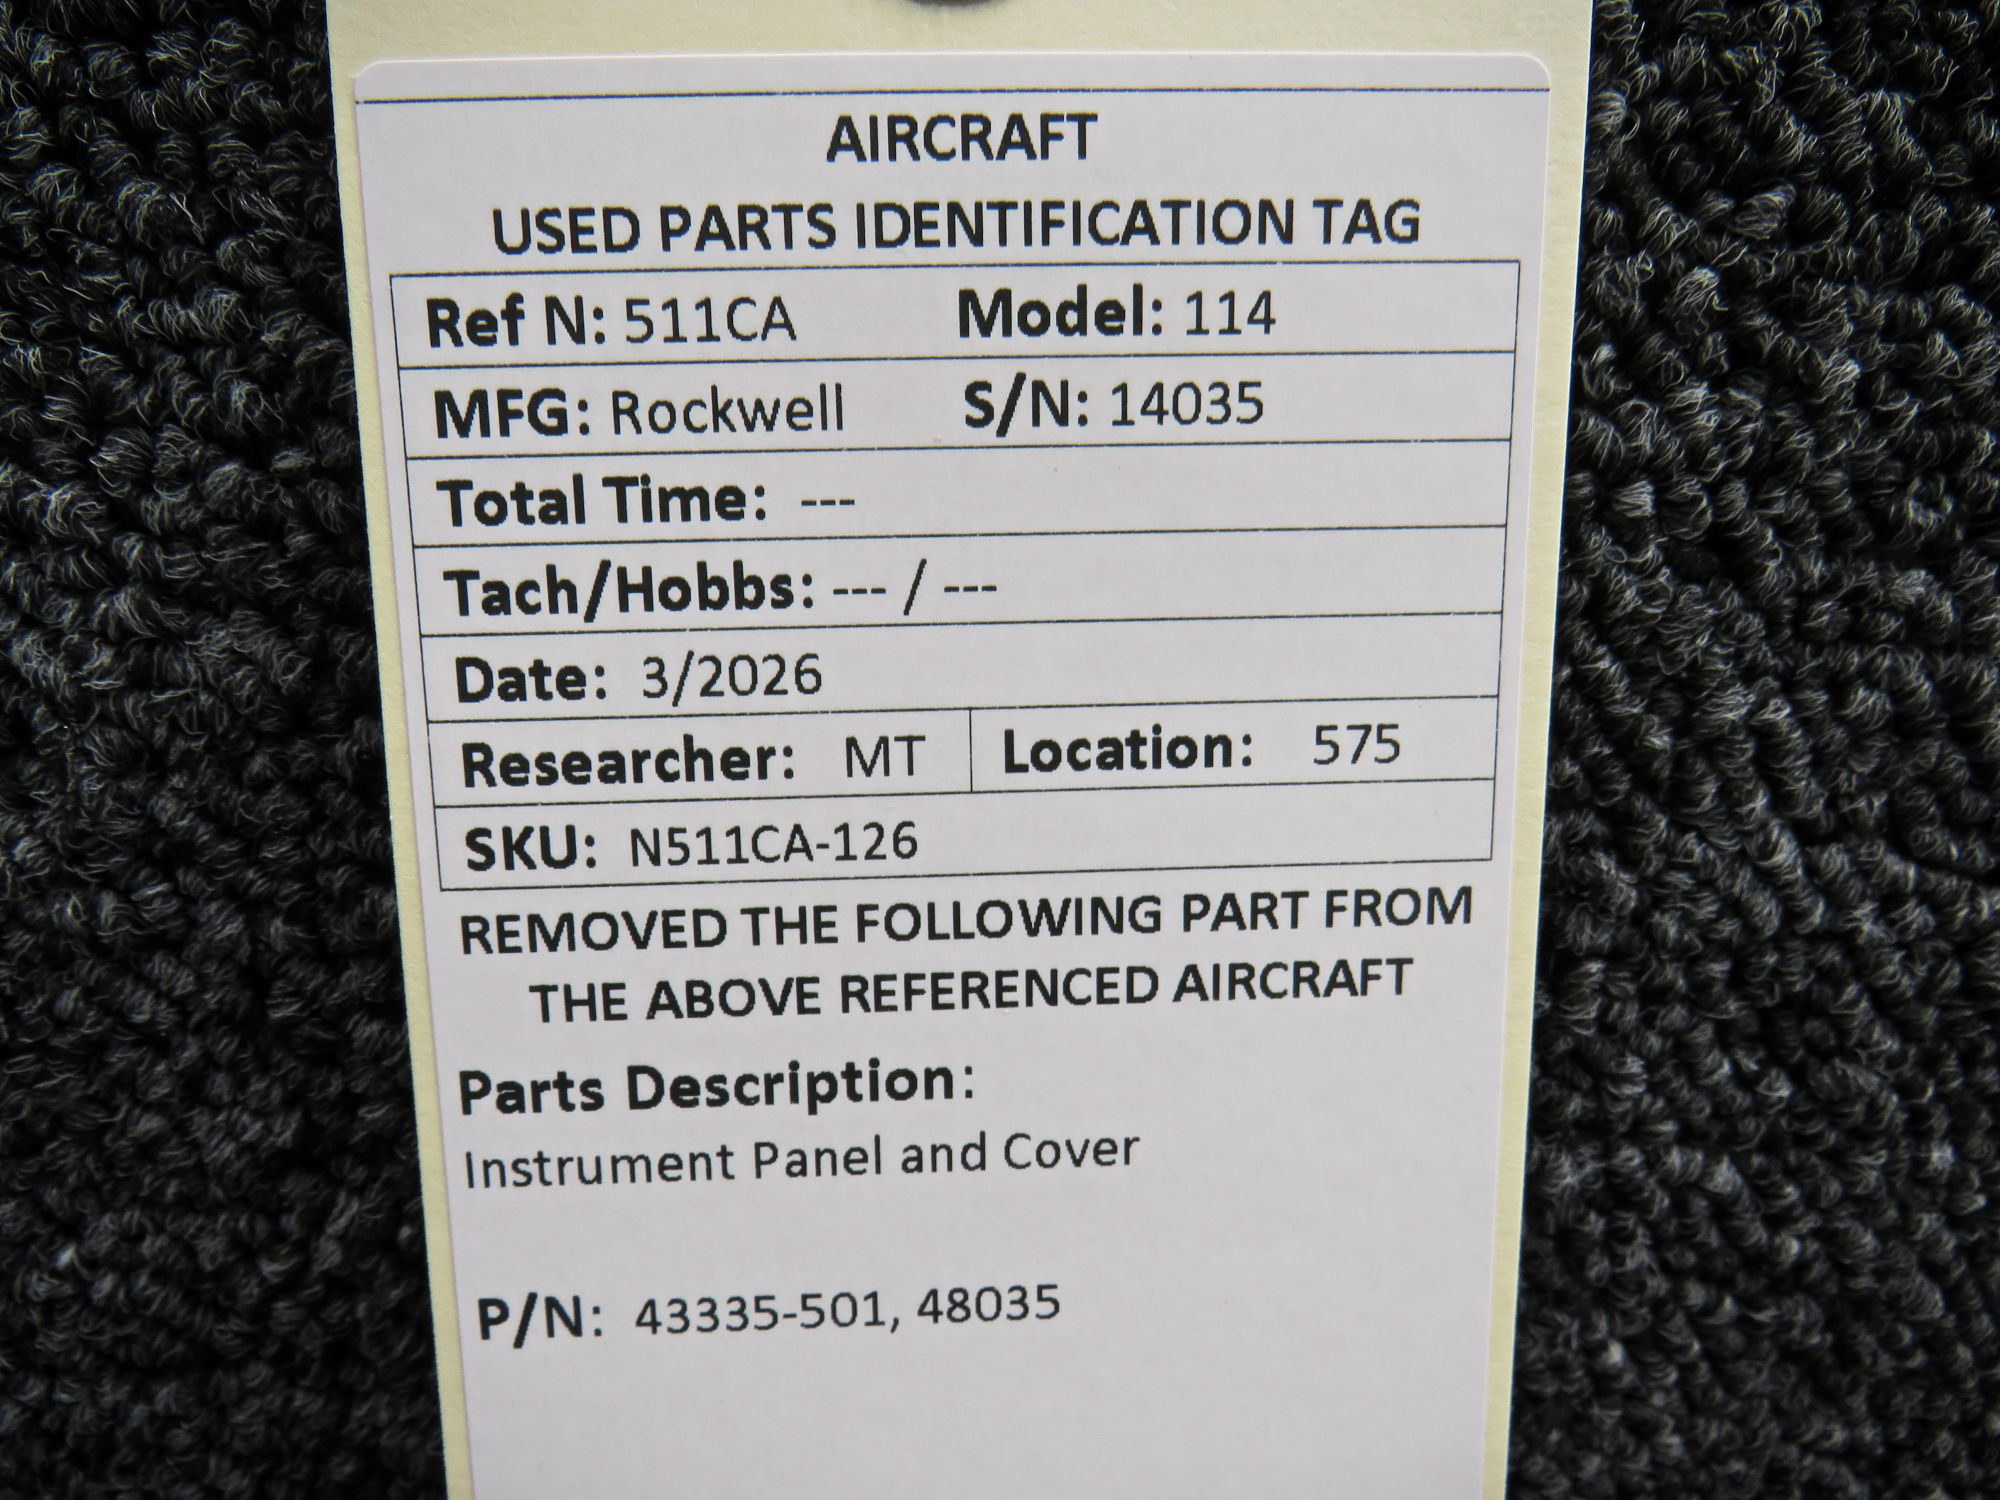 AIRCRAFT
USED PARTS IDENTIFICATION TAG
Ref N: 511CA Model: 114
MFG: Rockwell S/N: 14035
Total Time: ---
Tach/Hobbs: --- / ---
Date: 3/2026
Researcher: MT Location: 575
SKU: N511CA-126
REMOVED THE FOLLOWING PART FROM
THE ABOVE REFERENCED AIRCRAFT
Parts Description:
Instrument Panel and Cover
P/N: 43335-501, 48035